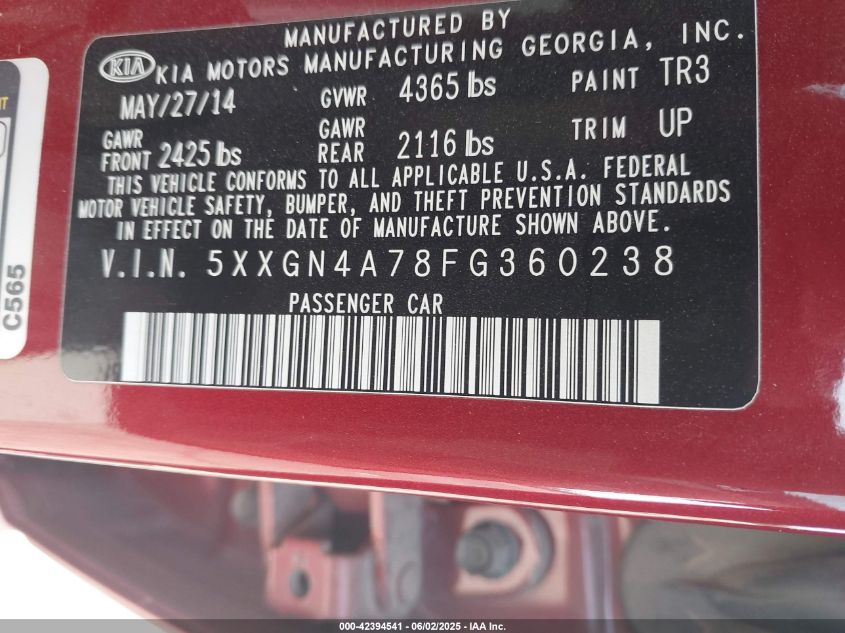 MANUFACTURED BY
KIA KIA MOTORS MANUFACTURING GEORGIA, INC.
MAY/27/14 GVWR 4365 lbs PAINT TR3
GAWR FRONT 2425 lbs GAWR REAR 2116 lbs TRIM UP
THIS VEHICLE CONFORMS TO ALL APPLICABLE U.S.A. FEDERAL
MOTOR VEHICLE SAFETY, BUMPER, AND THEFT PREVENTION STANDARDS
IN EFFECT ON THE DATE OF MANUFACTURE SHOWN ABOVE.
V.I.N. 5XXGN4A78FG360238
PASSENGER CAR
C565
000-42394541 / 06/02/2025 - IAA Inc.